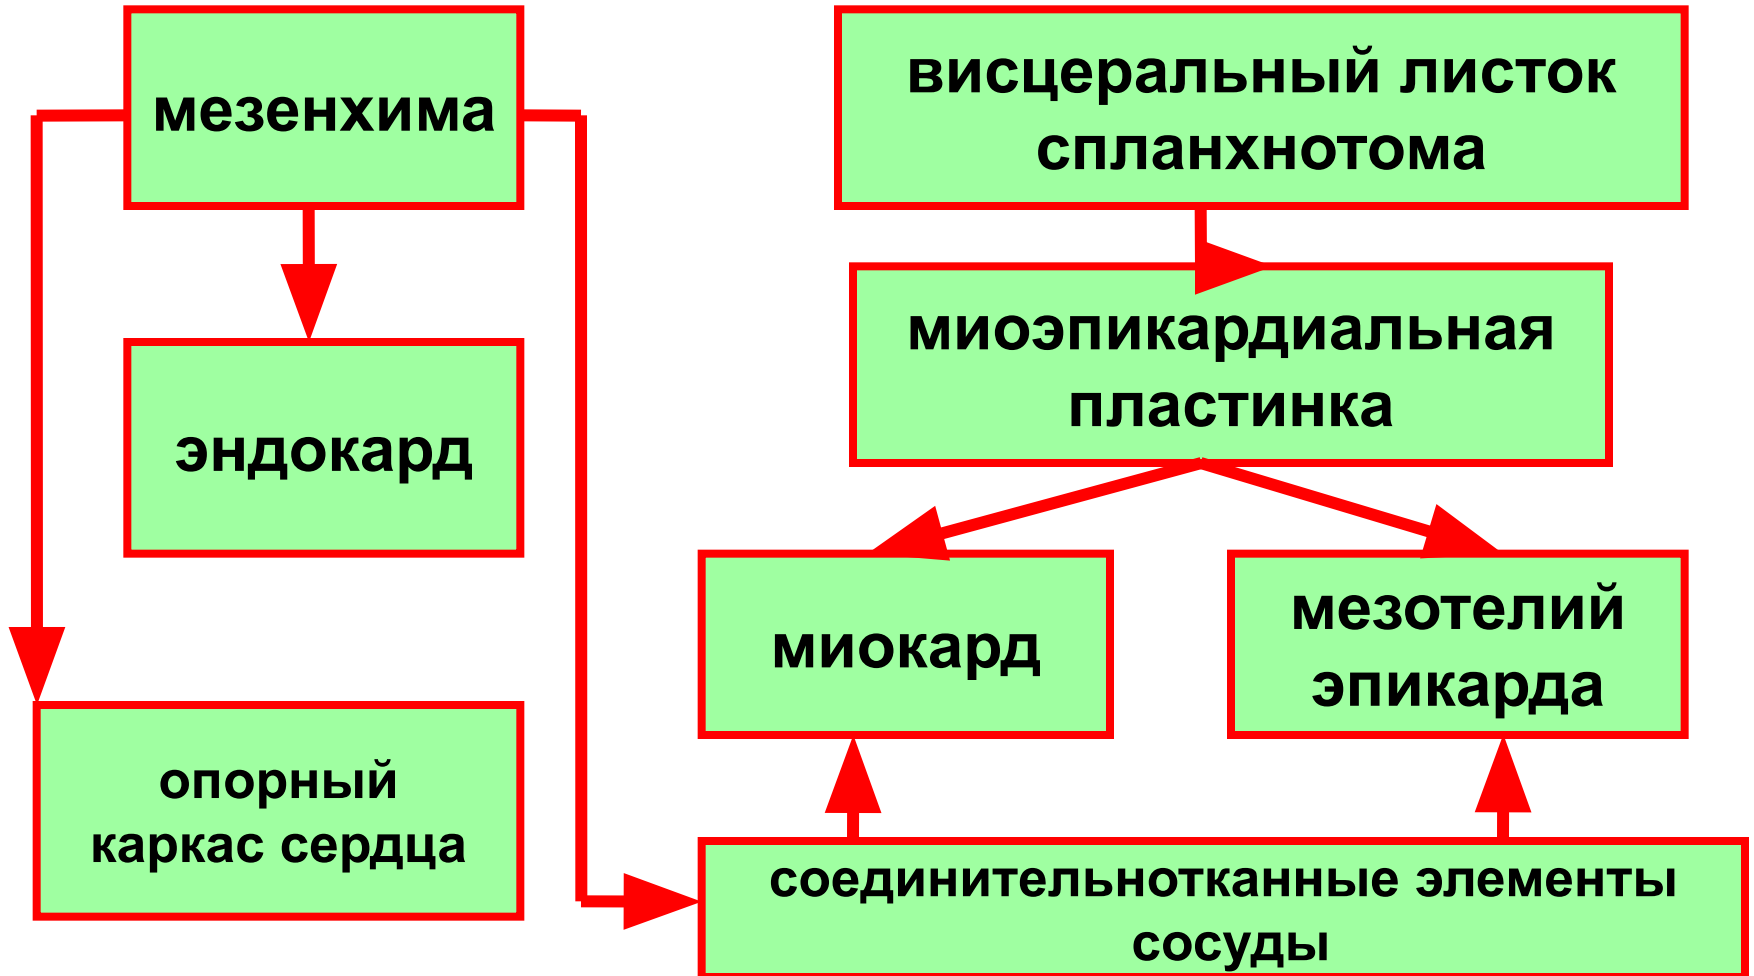 мезенхима
висцеральный листок
спланхнотома
миоэпикардиальная
пластинка
эндокард
миокард
мезотелий
эпикарда
опорный
каркас сердца
соединительнотканные элементы
сосуды